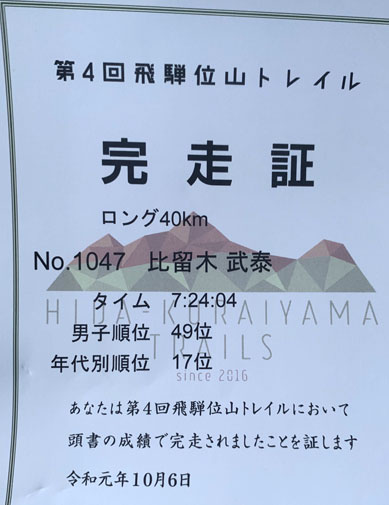 第4回飛騨位山トレイル
完走証
ロング40km
No.1047 比留木 武泰
タイム 7:24:04
男子順位 49位
年代別順位 17位
HIDA-KURAIYAMA
TRAILS
since 2016
あなたは第4回飛騨位山トレイルにおいて
頭書の成績で完走されましたことを証します
令和元年10月6日